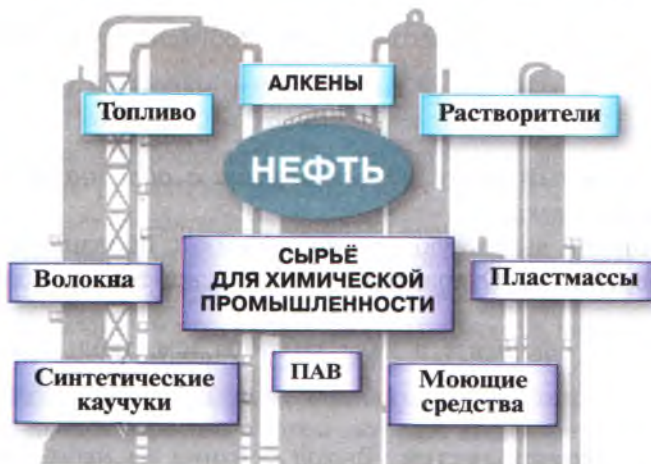 АЛКЕНЫ
Топливо
Растворители
НЕФТЬ
СЫРЬЁ
ДЛЯ ХИМИЧЕСКОЙ
ПРОМЫШЛЕННОСТИ
Волокна
Пластмассы
Синтетические
каучуки
ПАВ
Моющие
средства